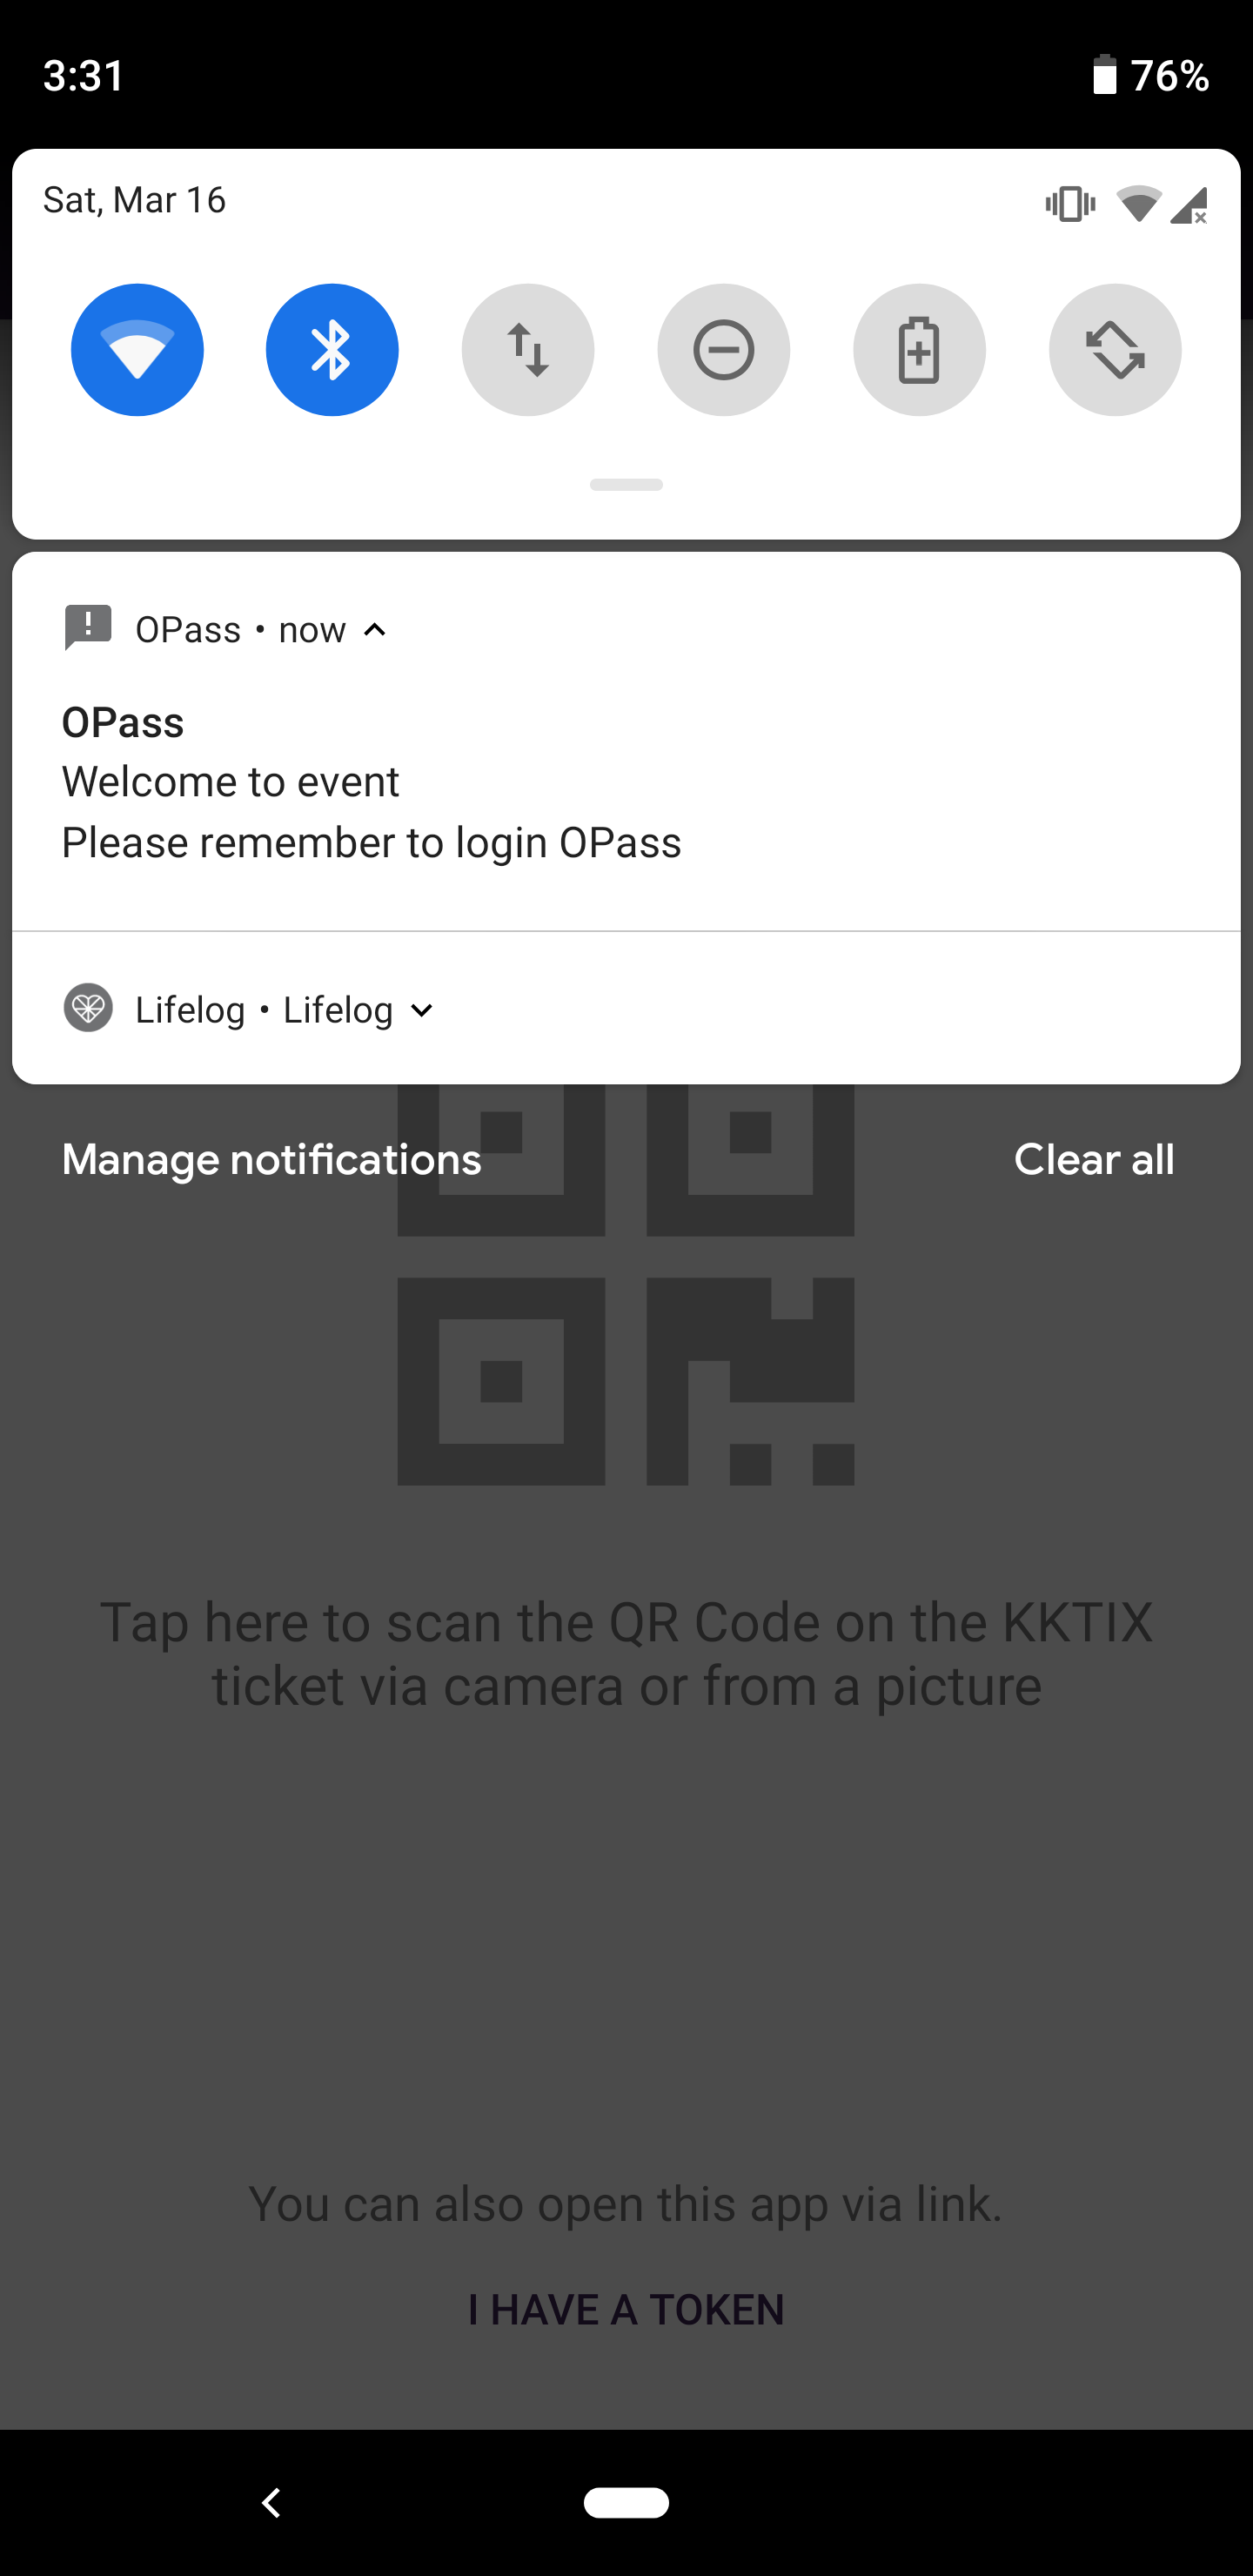 3:31
76%
Sat, Mar 16
OPass • now
OPass
Welcome to event
Please remember to login OPass
Lifelog • Lifelog
Manage notifications
Clear all
Tap here to scan the QR Code on the KKTIX
ticket via camera or from a picture
You can also open this app via link.
I HAVE A TOKEN